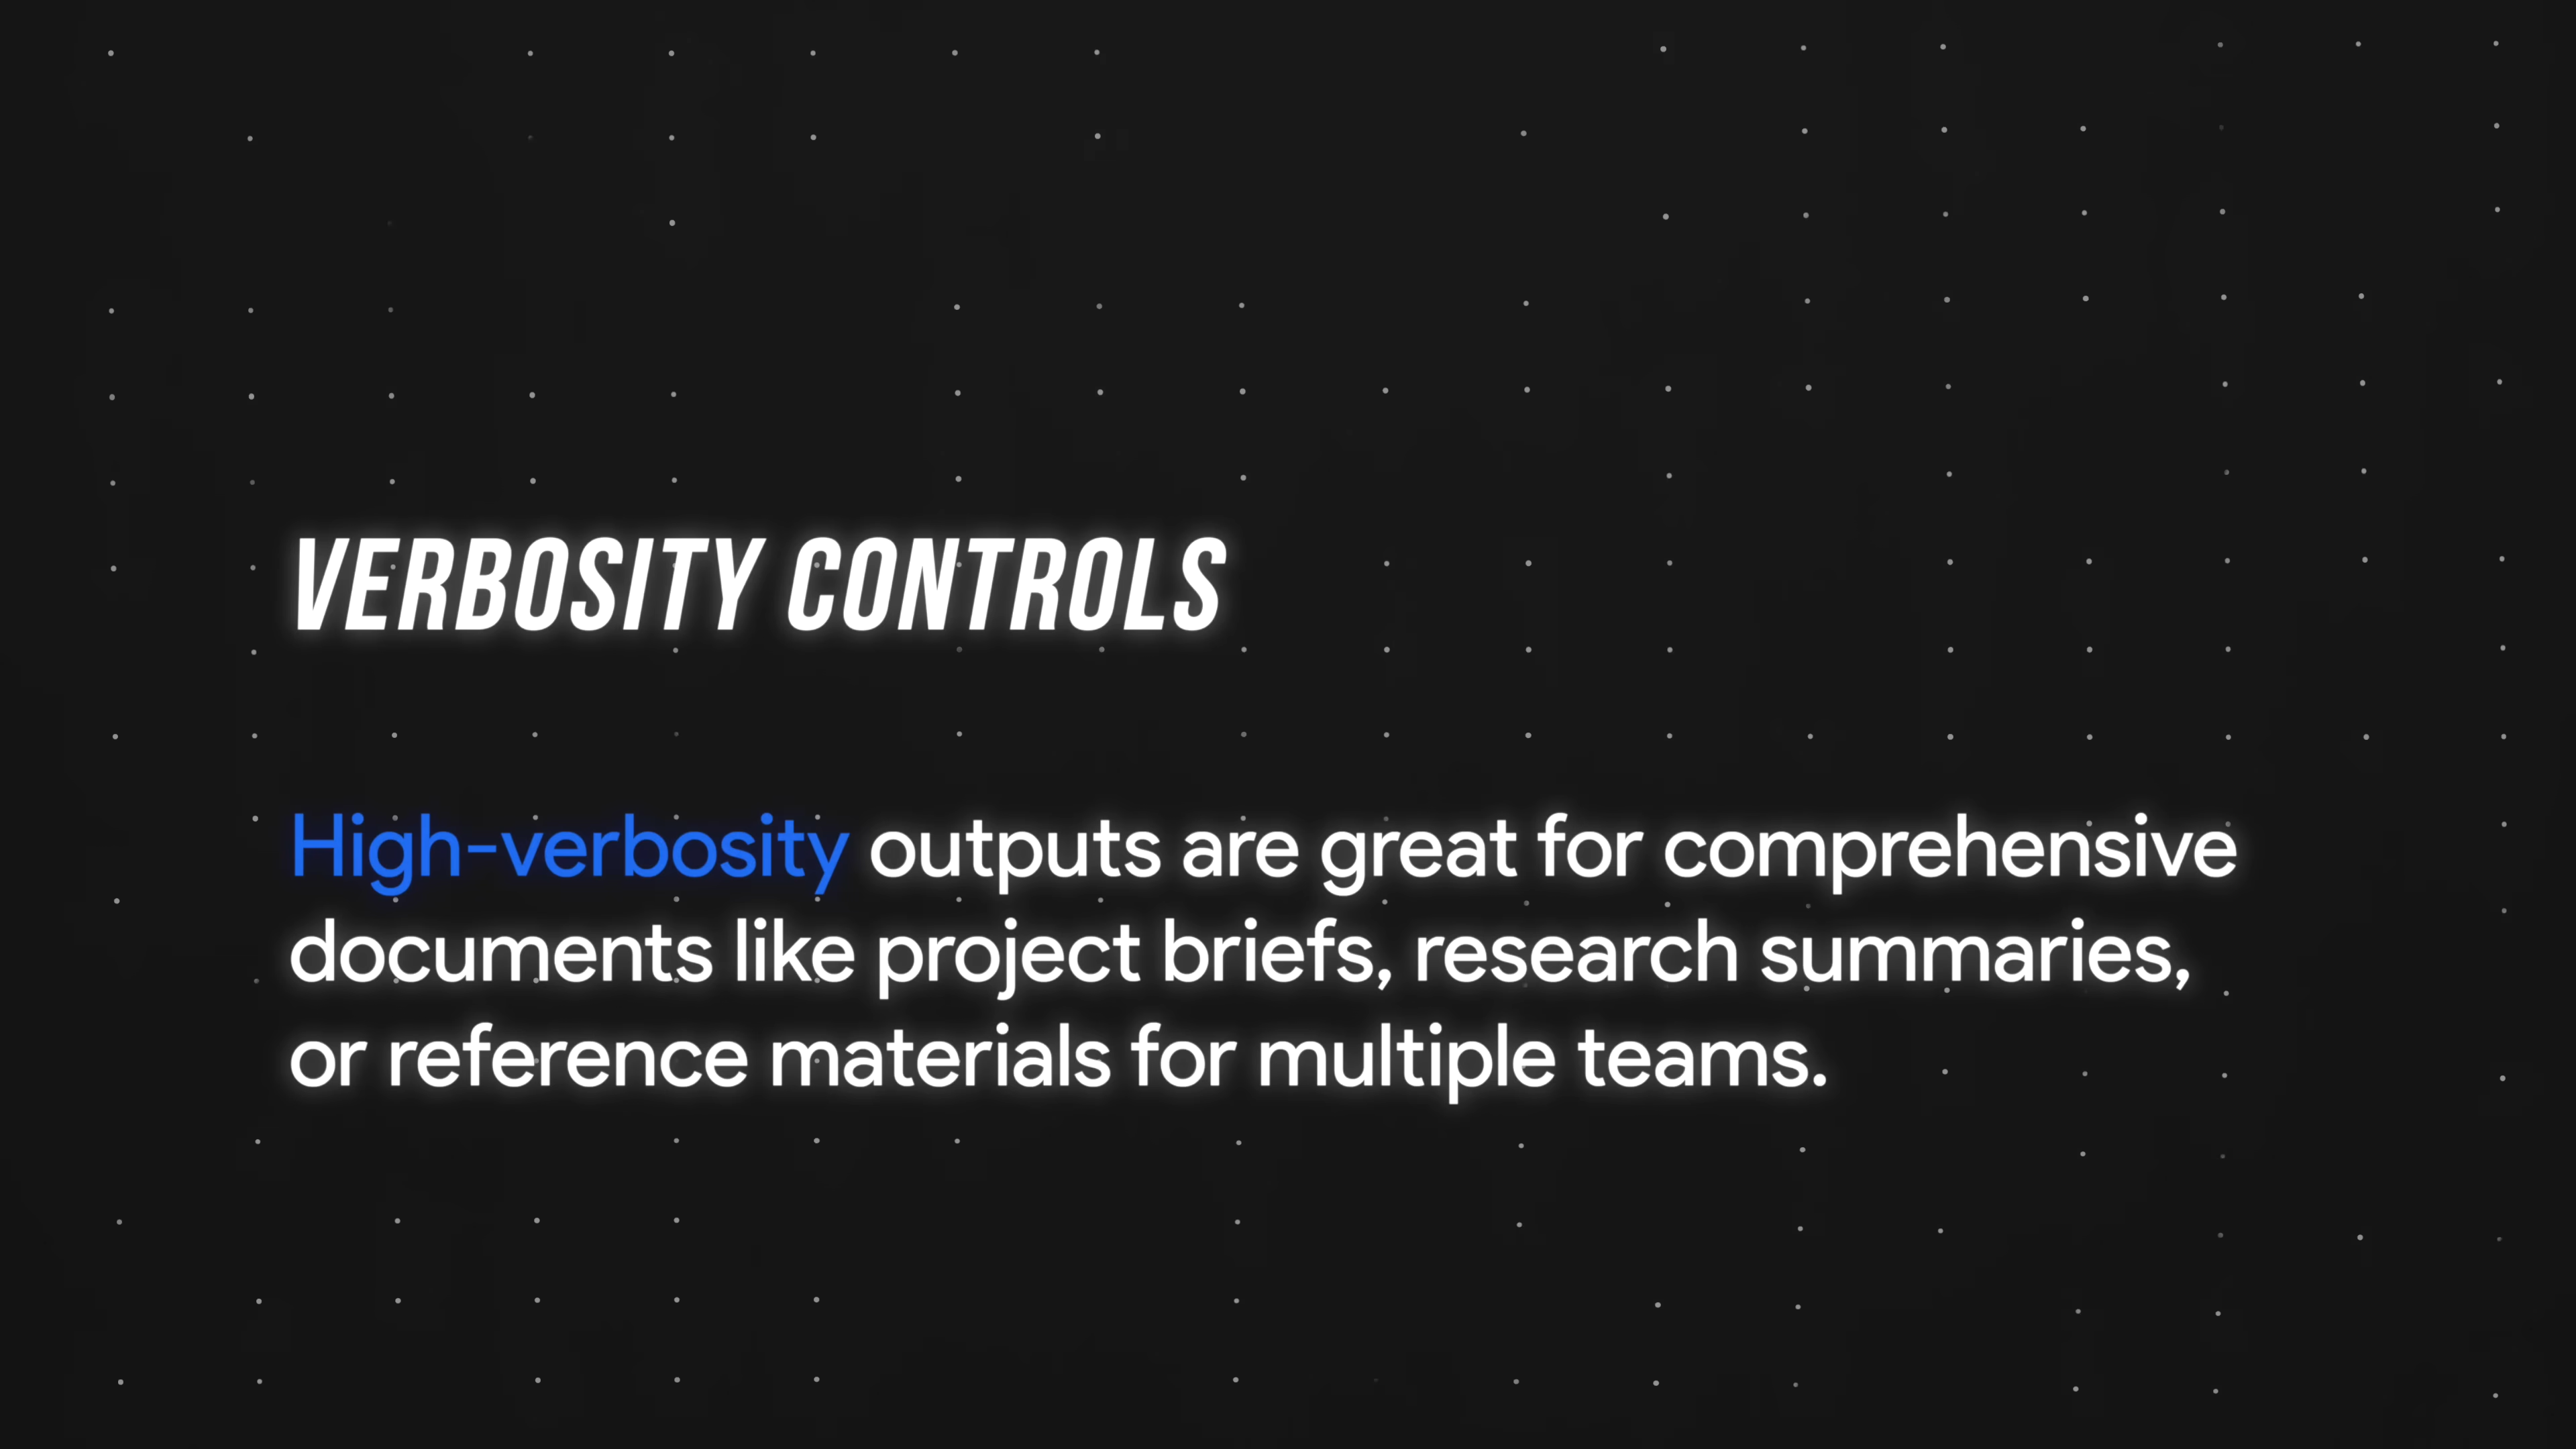 VERBOSITY CONTROLS
High-verbosity outputs are great for comprehensive
documents like project briefs, research summaries,
or reference materials for multiple teams.